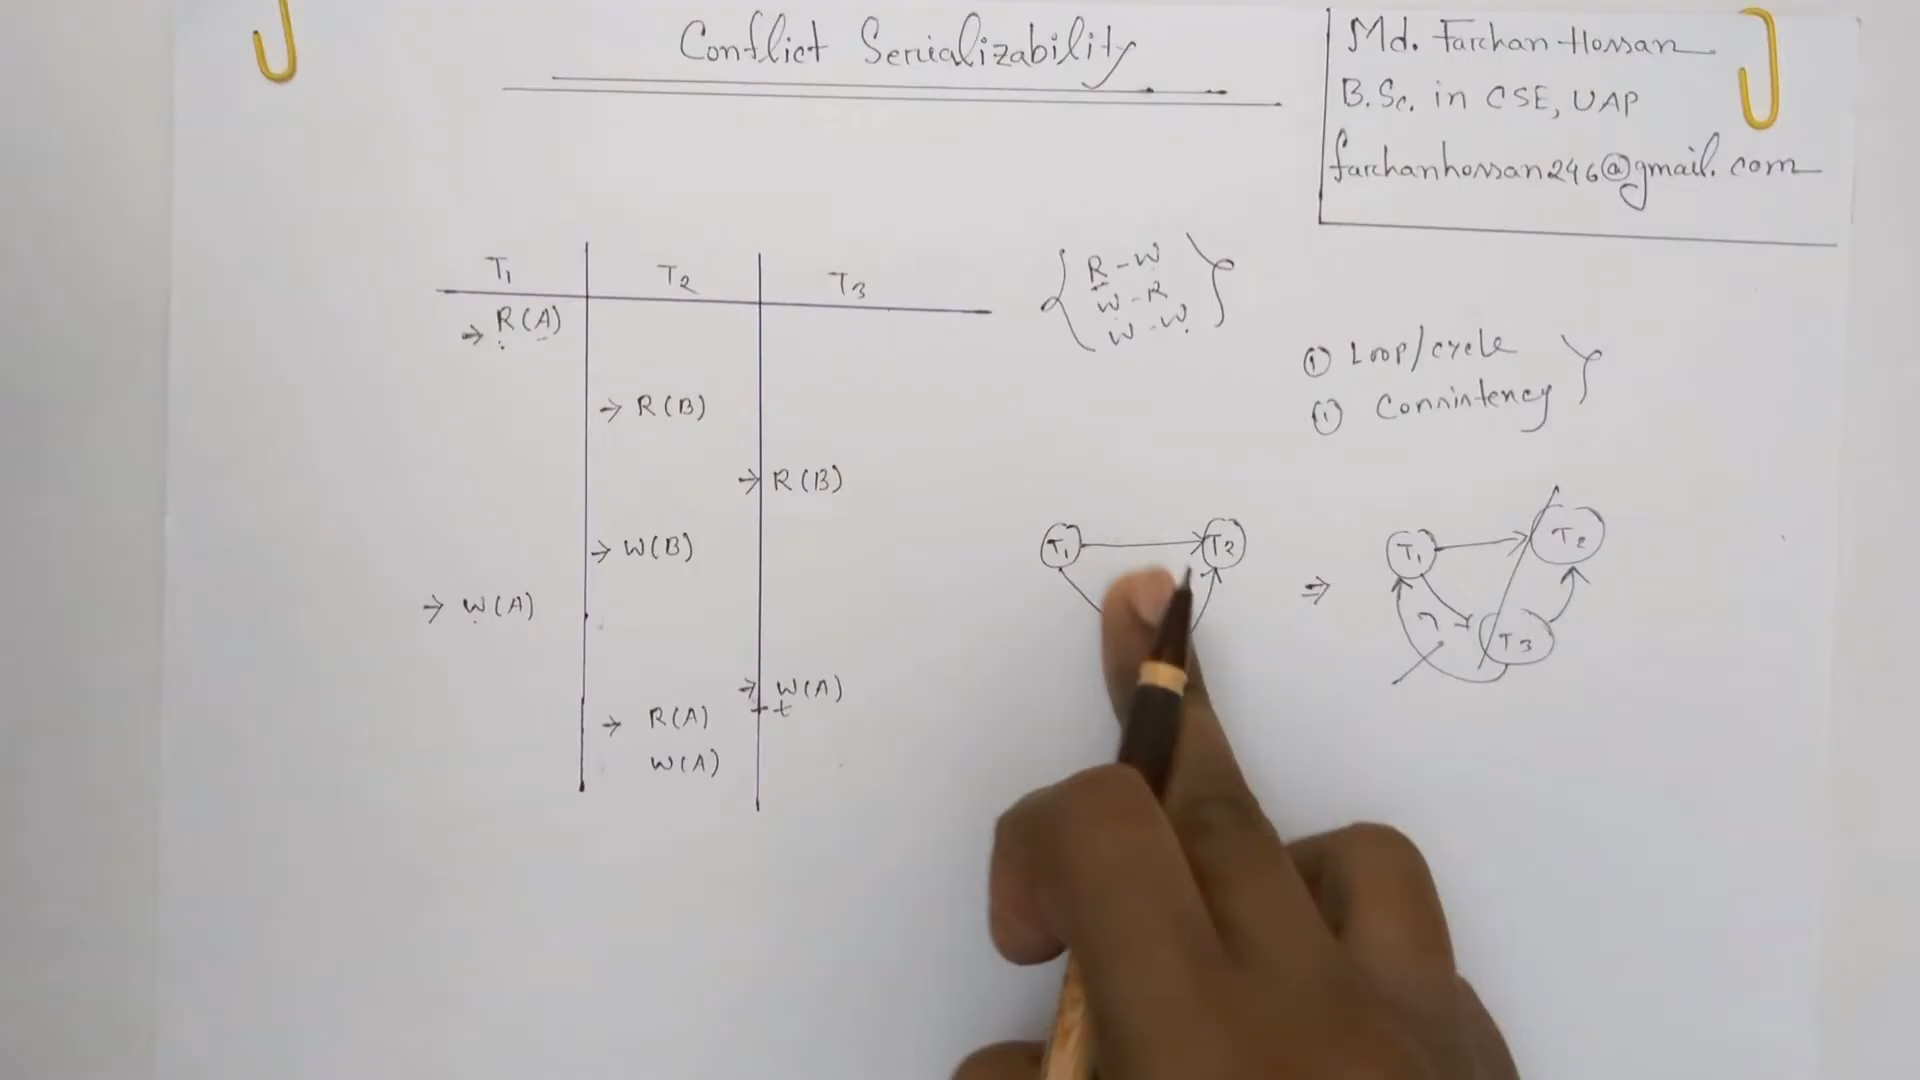 Conflict Serializability
Md. Farhan Hossan
B.Sc. in CSE, UAP
farhanhossan246@gmail.com
T1 T2 T3
→ R(A)
→ R(B)
→ R(B)
→ W(B)
→ W(A)
→ W(A)
→ R(A)
W(A)
R-W
W-R
W-W
① Loop/cycle
① Consistency
T1 → T2
⇒
T1 → T2
T3